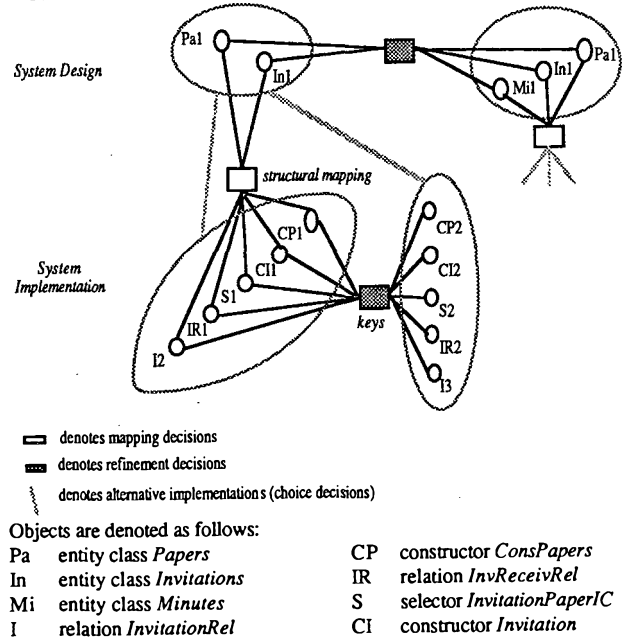 Pa1
In1
System Design
Pa1
In1
Mi1
structural mapping
CP1
CI1
S1
IR1
I2
System
Implementation
keys
CP2
CI2
S2
IR2
I3
denotes mapping decisions
denotes refinement decisions
denotes alternative implementations (choice decisions)
Objects are denoted as follows:
Pa entity class Papers
In entity class Invitations
Mi entity class Minutes
I relation InvitationRel
CP constructor ConsPapers
IR relation InvReceivRel
S selector InvitationPaperIC
CI constructor Invitation